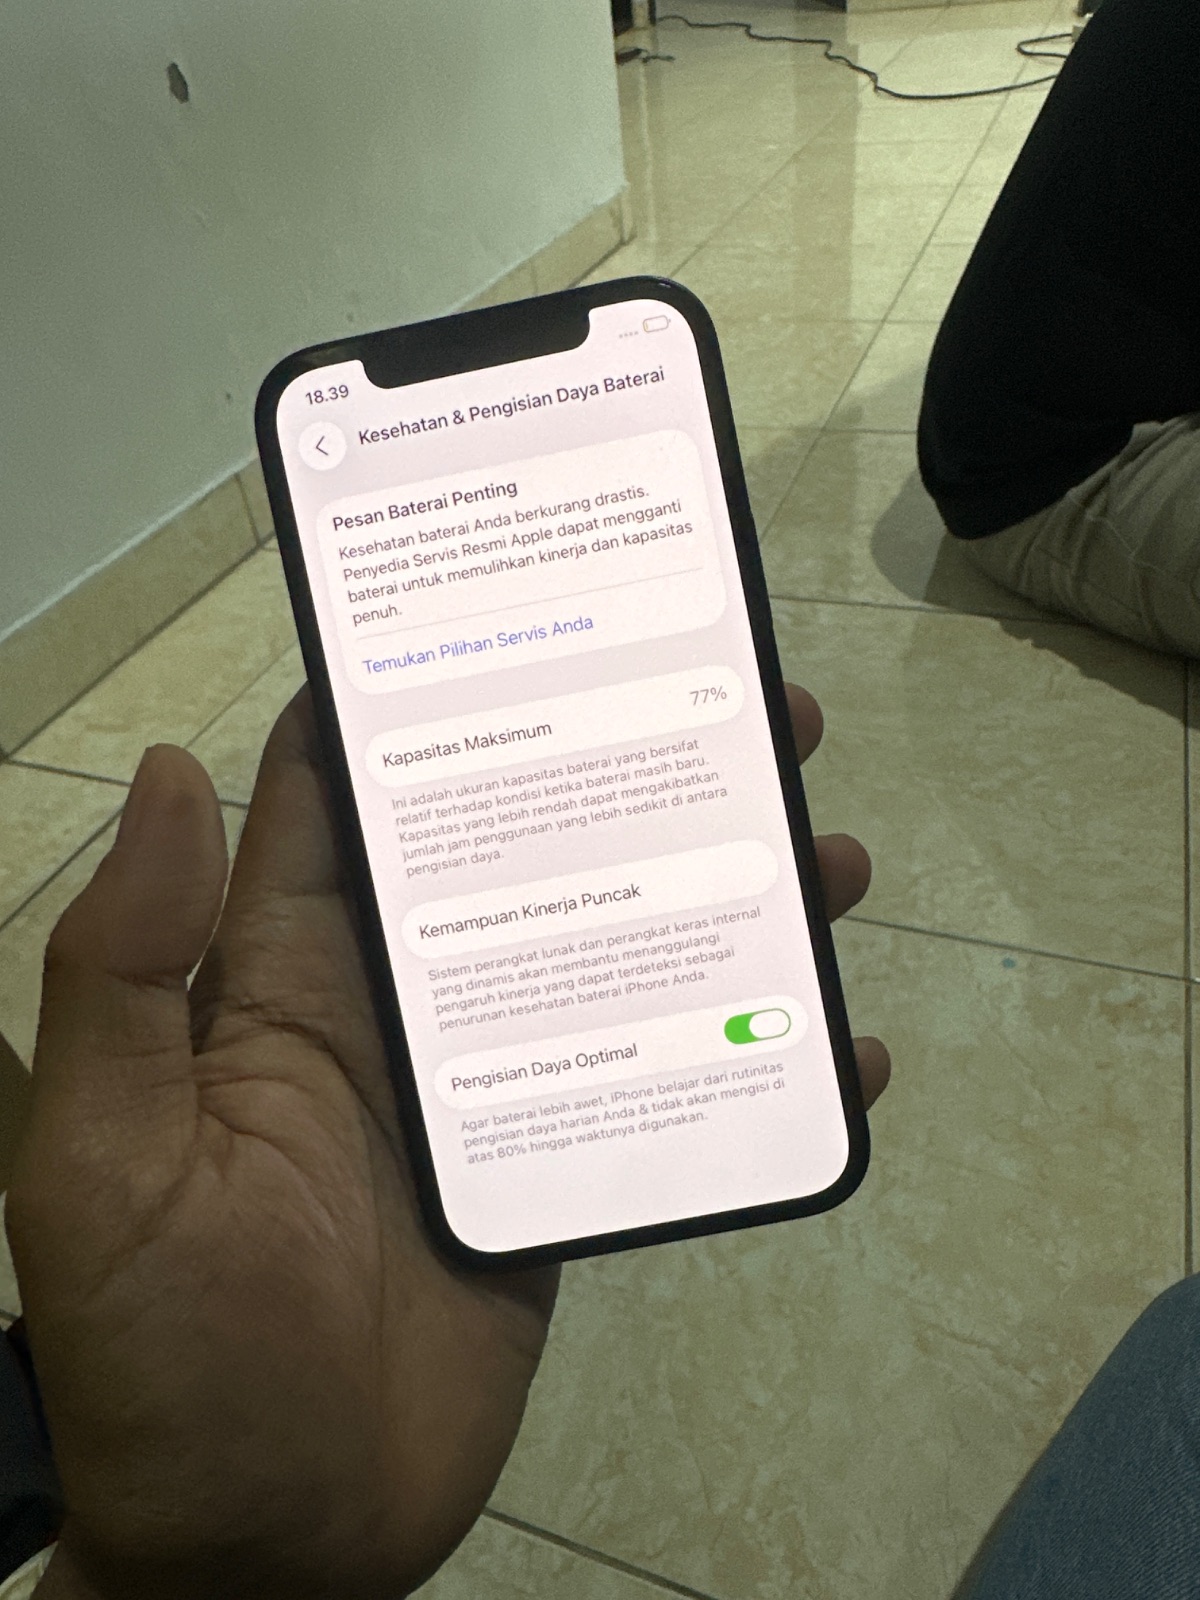 18.39
Kesehatan & Pengisian Daya Baterai
Pesan Baterai Penting
Kesehatan baterai Anda berkurang drastis.
Penyedia Servis Resmi Apple dapat mengganti
baterai untuk memulihkan kinerja dan kapasitas
penuh.
Temukan Pilihan Servis Anda
Kapasitas Maksimum 77%
Ini adalah ukuran kapasitas baterai yang bersifat
relatif terhadap kondisi ketika baterai masih baru.
Kapasitas yang lebih rendah dapat mengakibatkan
jumlah jam penggunaan yang lebih sedikit di antara
pengisian daya.
Kemampuan Kinerja Puncak
Sistem perangkat lunak dan perangkat keras internal
yang dinamis akan membantu menanggulangi
pengaruh kinerja yang dapat terdeteksi sebagai
penurunan kesehatan baterai iPhone Anda.
Pengisian Daya Optimal
Agar baterai lebih awet, iPhone belajar dari rutinitas
pengisian daya harian Anda & tidak akan mengisi di
atas 80% hingga waktunya digunakan.